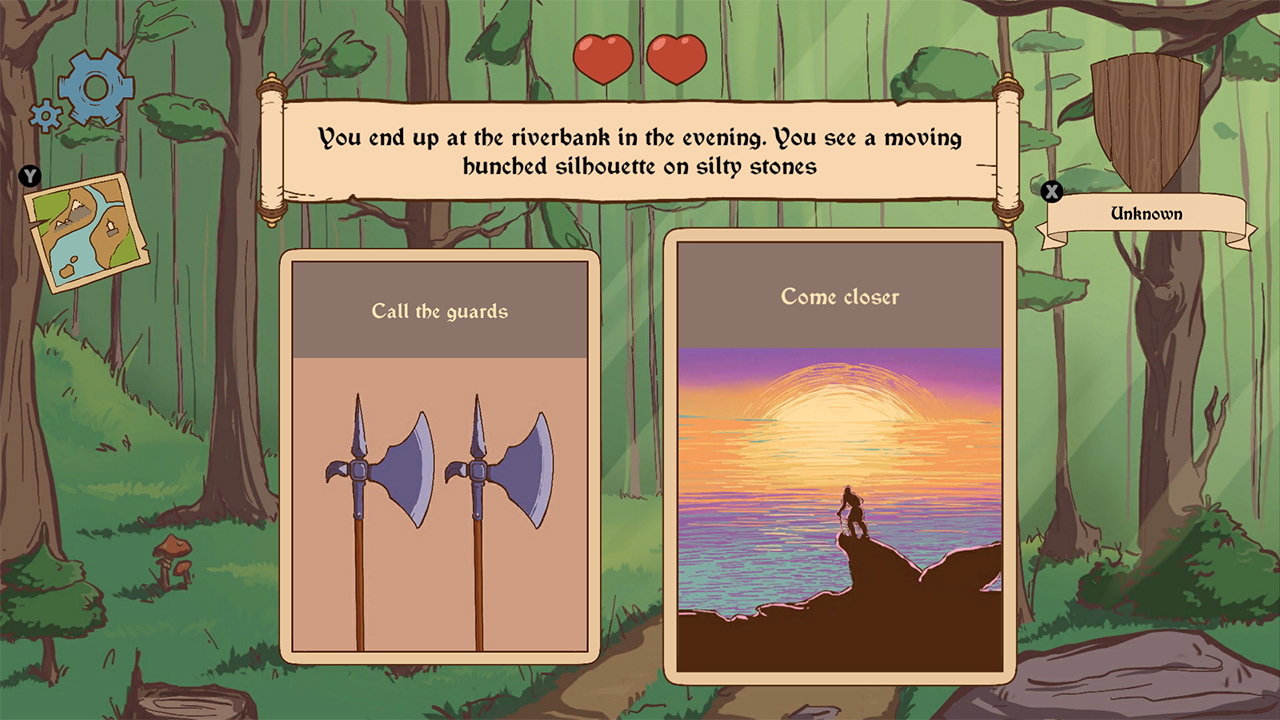 You end up at the riverbank in the evening. You see a moving
hunched silhouette on silty stones
Y
X
Unknown
Call the guards
Come closer